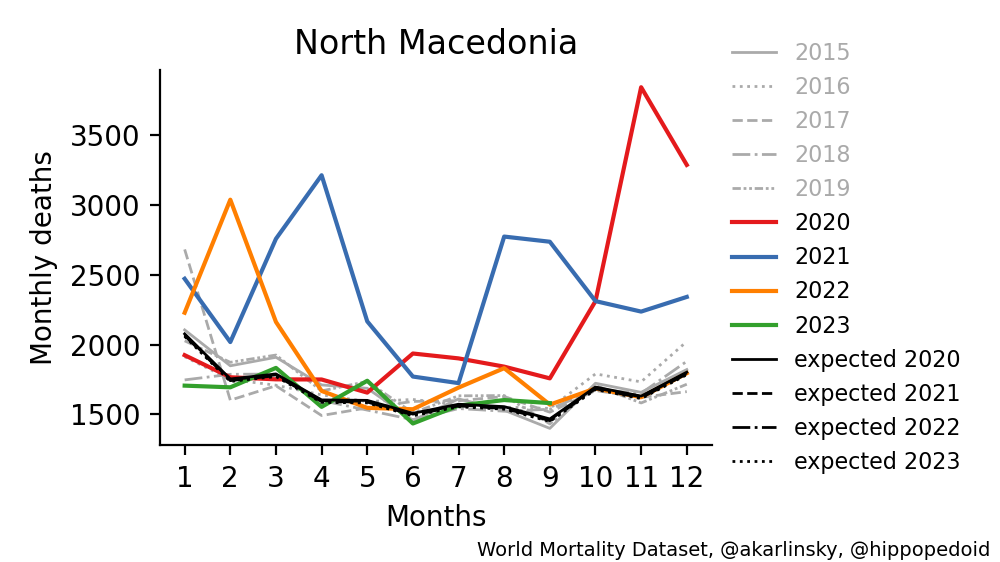 North Macedonia
Monthly deaths
3500
3000
2500
2000
1500
1 2 3 4 5 6 7 8 9 10 11 12
Months
2015
2016
2017
2018
2019
2020
2021
2022
2023
expected 2020
expected 2021
expected 2022
expected 2023
World Mortality Dataset, @akarlinsky, @hippopedoid